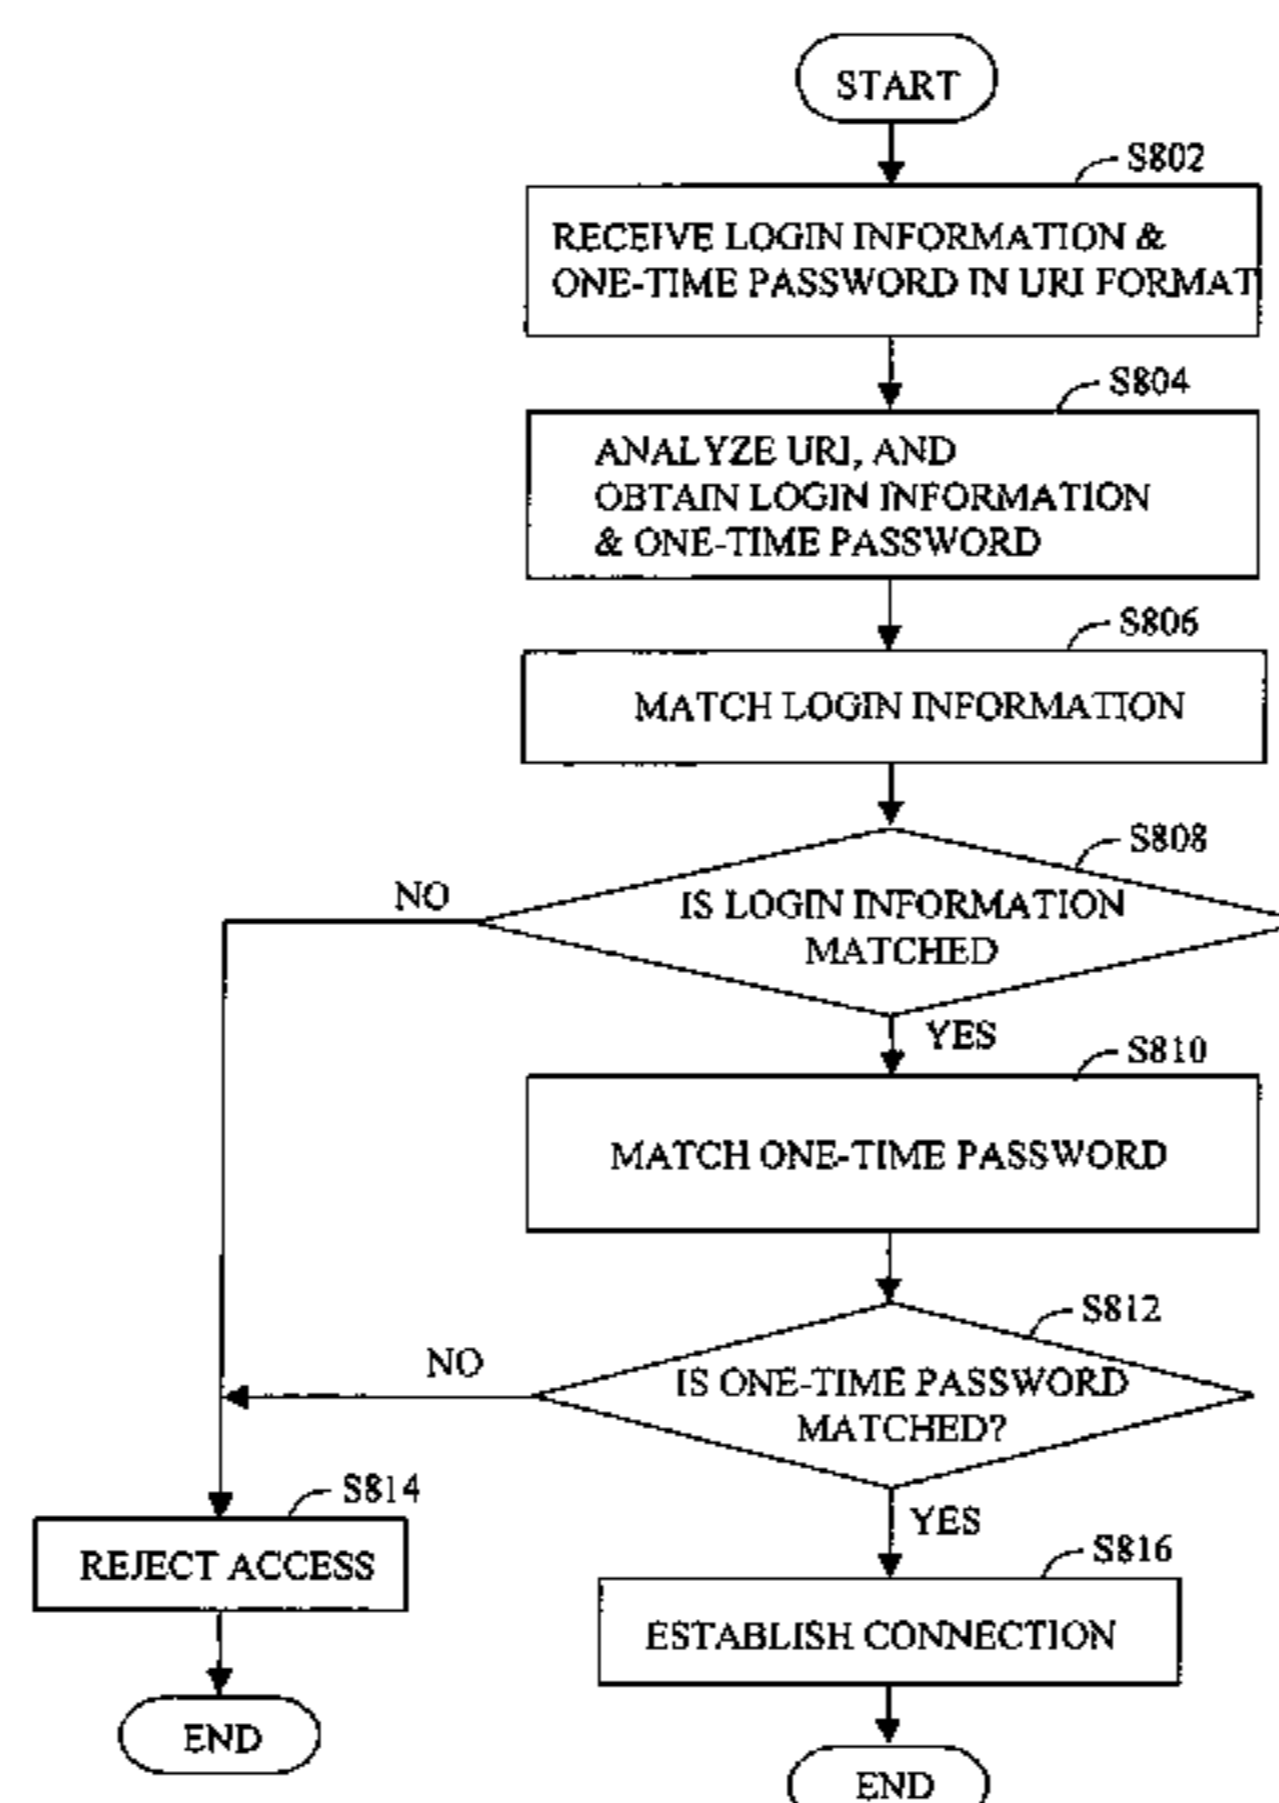 START
S802
RECEIVE LOGIN INFORMATION &
ONE-TIME PASSWORD IN URI FORMAT
S804
ANALYZE URI, AND
OBTAIN LOGIN INFORMATION
& ONE-TIME PASSWORD
S806
MATCH LOGIN INFORMATION
S808
NO
IS LOGIN INFORMATION
MATCHED
YES
S810
MATCH ONE-TIME PASSWORD
S812
NO
IS ONE-TIME PASSWORD
MATCHED?
S814
YES
REJECT ACCESS
S816
ESTABLISH CONNECTION
END
END